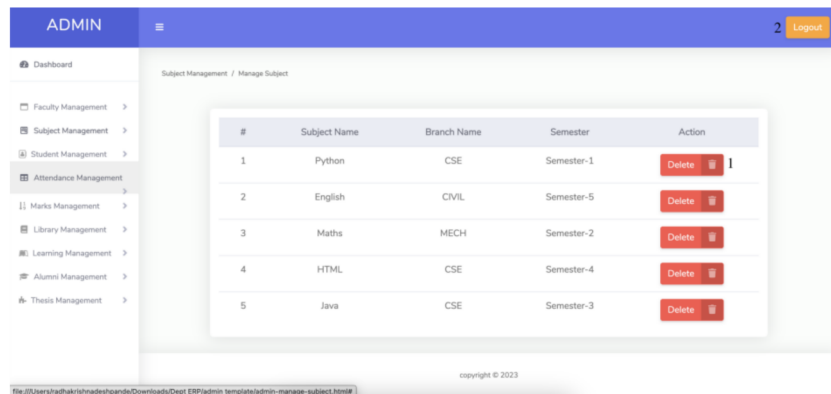 ADMIN
2 Logout
Dashboard
Subject Management / Manage Subject
Faculty Management >
Subject Management >
Student Management >
Attendance Management >
Marks Management >
Library Management >
Learning Management >
Alumni Management >
Thesis Management >
# Subject Name Branch Name Semester Action
1 Python CSE Semester-1 Delete 1
2 English CIVIL Semester-5 Delete
3 Maths MECH Semester-2 Delete
4 HTML CSE Semester-4 Delete
5 Java CSE Semester-3 Delete
copyright © 2023
file:///Users/radhakrishnadeshpande/Downloads/Dept ERP/admin template/admin-manage-subject.html#